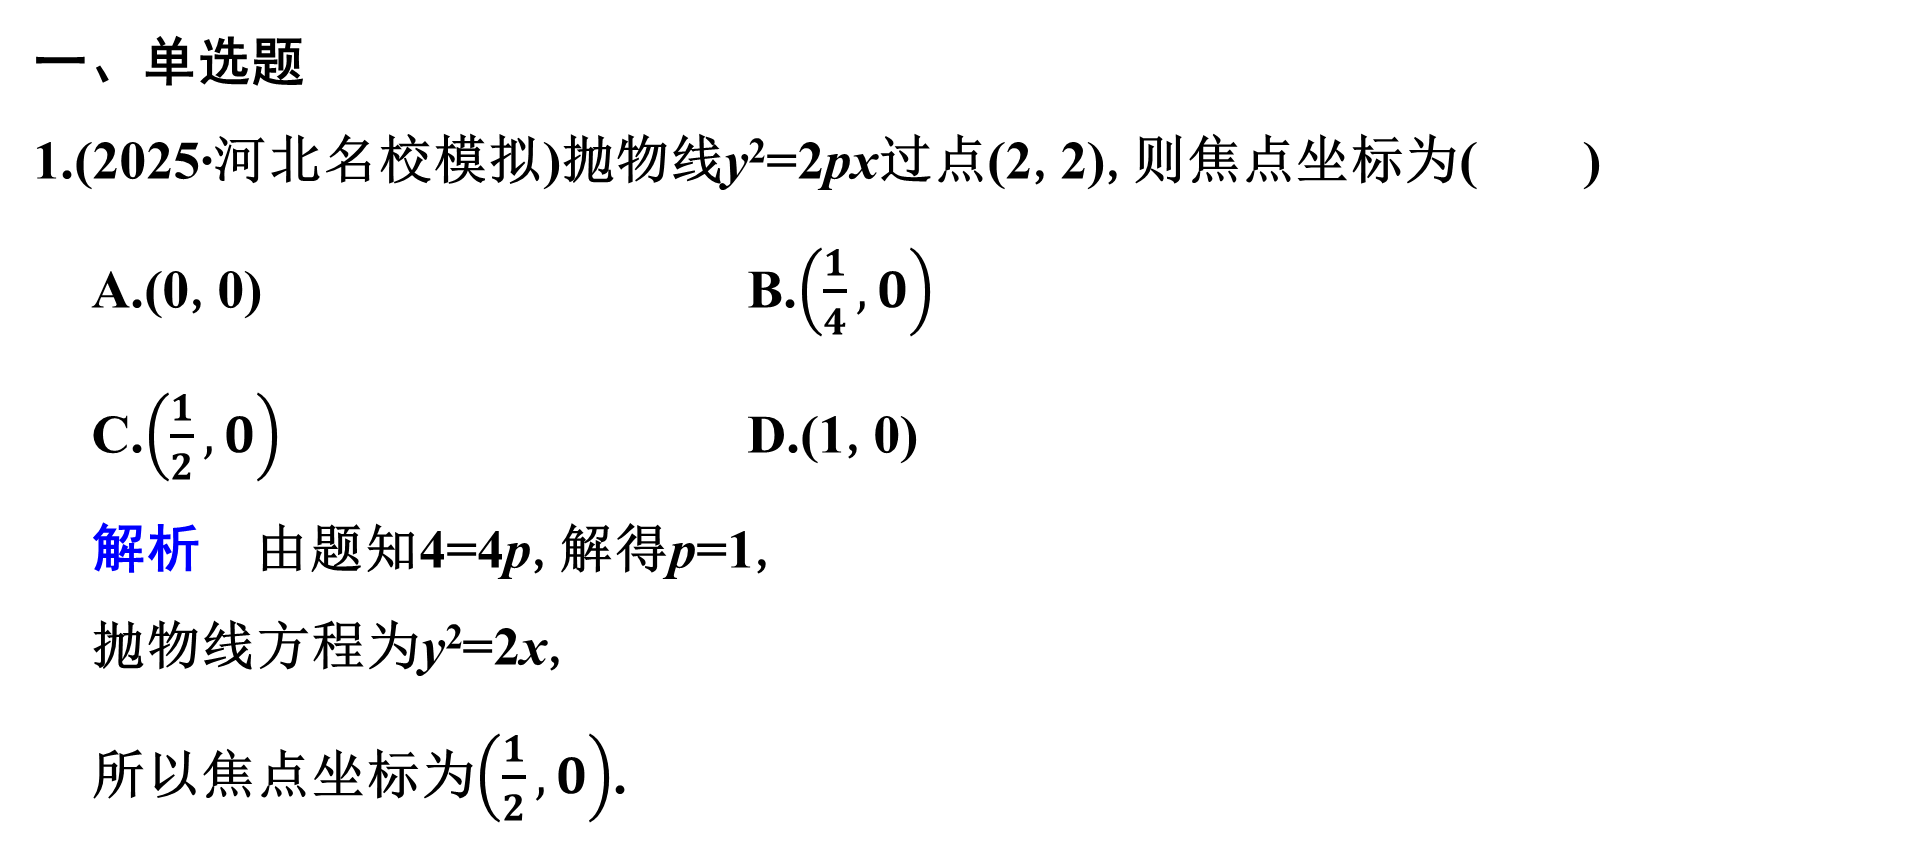 一、单选题
1.(2025·河北名校模拟)抛物线y²=2px过点(2, 2), 则焦点坐标为(　　)
A.(0, 0) B.(1/4, 0)
C.(1/2, 0) D.(1, 0)
解析　由题知4=4p, 解得p=1,
抛物线方程为y²=2x,
所以焦点坐标为(1/2, 0).